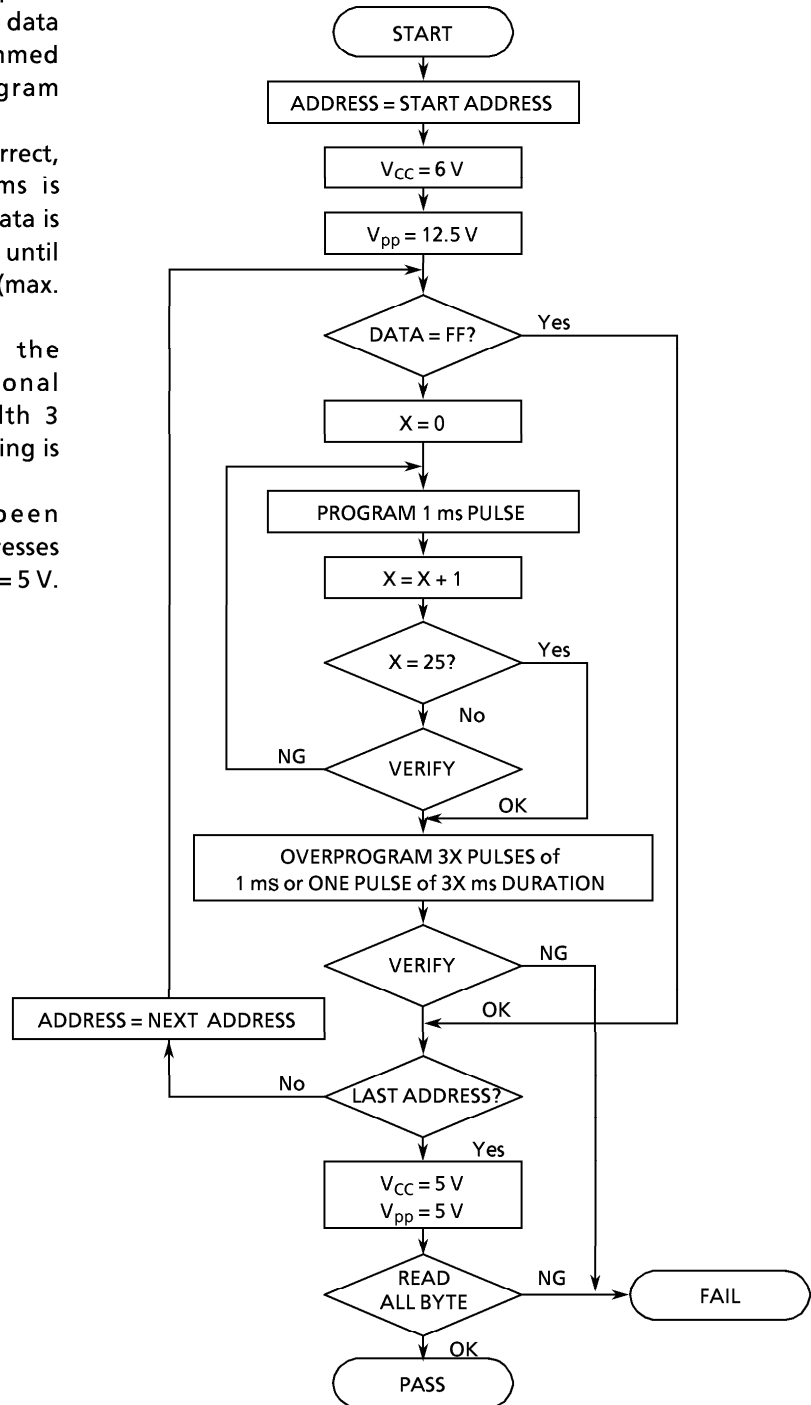 data
mmed
gram
rrect,
ms is
ata is
until
(max.
the
onal
lth 3
ing is
been
esses
= 5 V.
START
ADDRESS = START ADDRESS
VCC = 6 V
Vpp = 12.5 V
DATA = FF?
Yes
X = 0
PROGRAM 1 ms PULSE
X = X + 1
X = 25?
Yes
No
VERIFY
NG
OK
OVERPROGRAM 3X PULSES of
1 ms or ONE PULSE of 3X ms DURATION
VERIFY
NG
OK
ADDRESS = NEXT ADDRESS
No
LAST ADDRESS?
Yes
VCC = 5 V
Vpp = 5 V
READ
ALL BYTE
NG
FAIL
OK
PASS